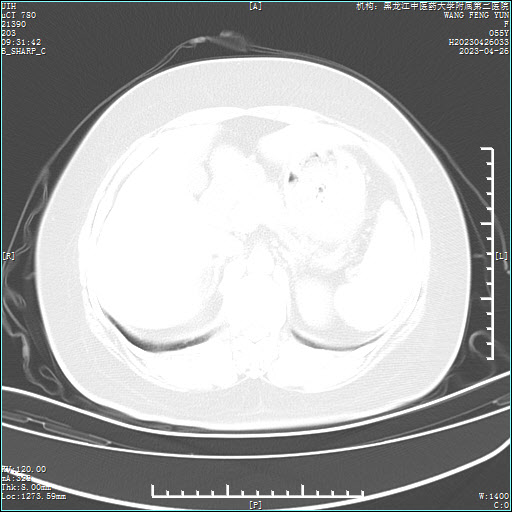 UIH
uCT 780
21390
203
09:31:42
B_SHARP_C
[A]
机构: 黑龙江中医药大学附属第二医院
WANG FENG YUN
F
055Y
H20230426033
2023-04-26
[R]
[L]
KV:120.00
Thk:8.00mm
Loc:1273.59mm
[P]
W:1400
C:0